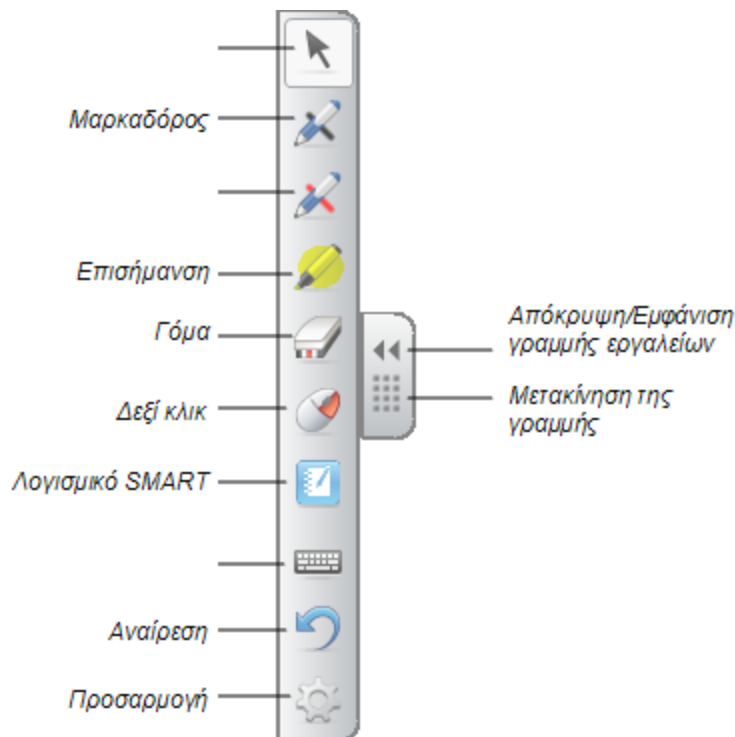 Μαρκαδόρος
Επισήμανση
Γόμα
Δεξί κλικ
Λογισμικό SMART
Αναίρεση
Προσαρμογή
Απόκρυψη/Εμφάνιση
γραμμής εργαλείων
Μετακίνηση της
γραμμής